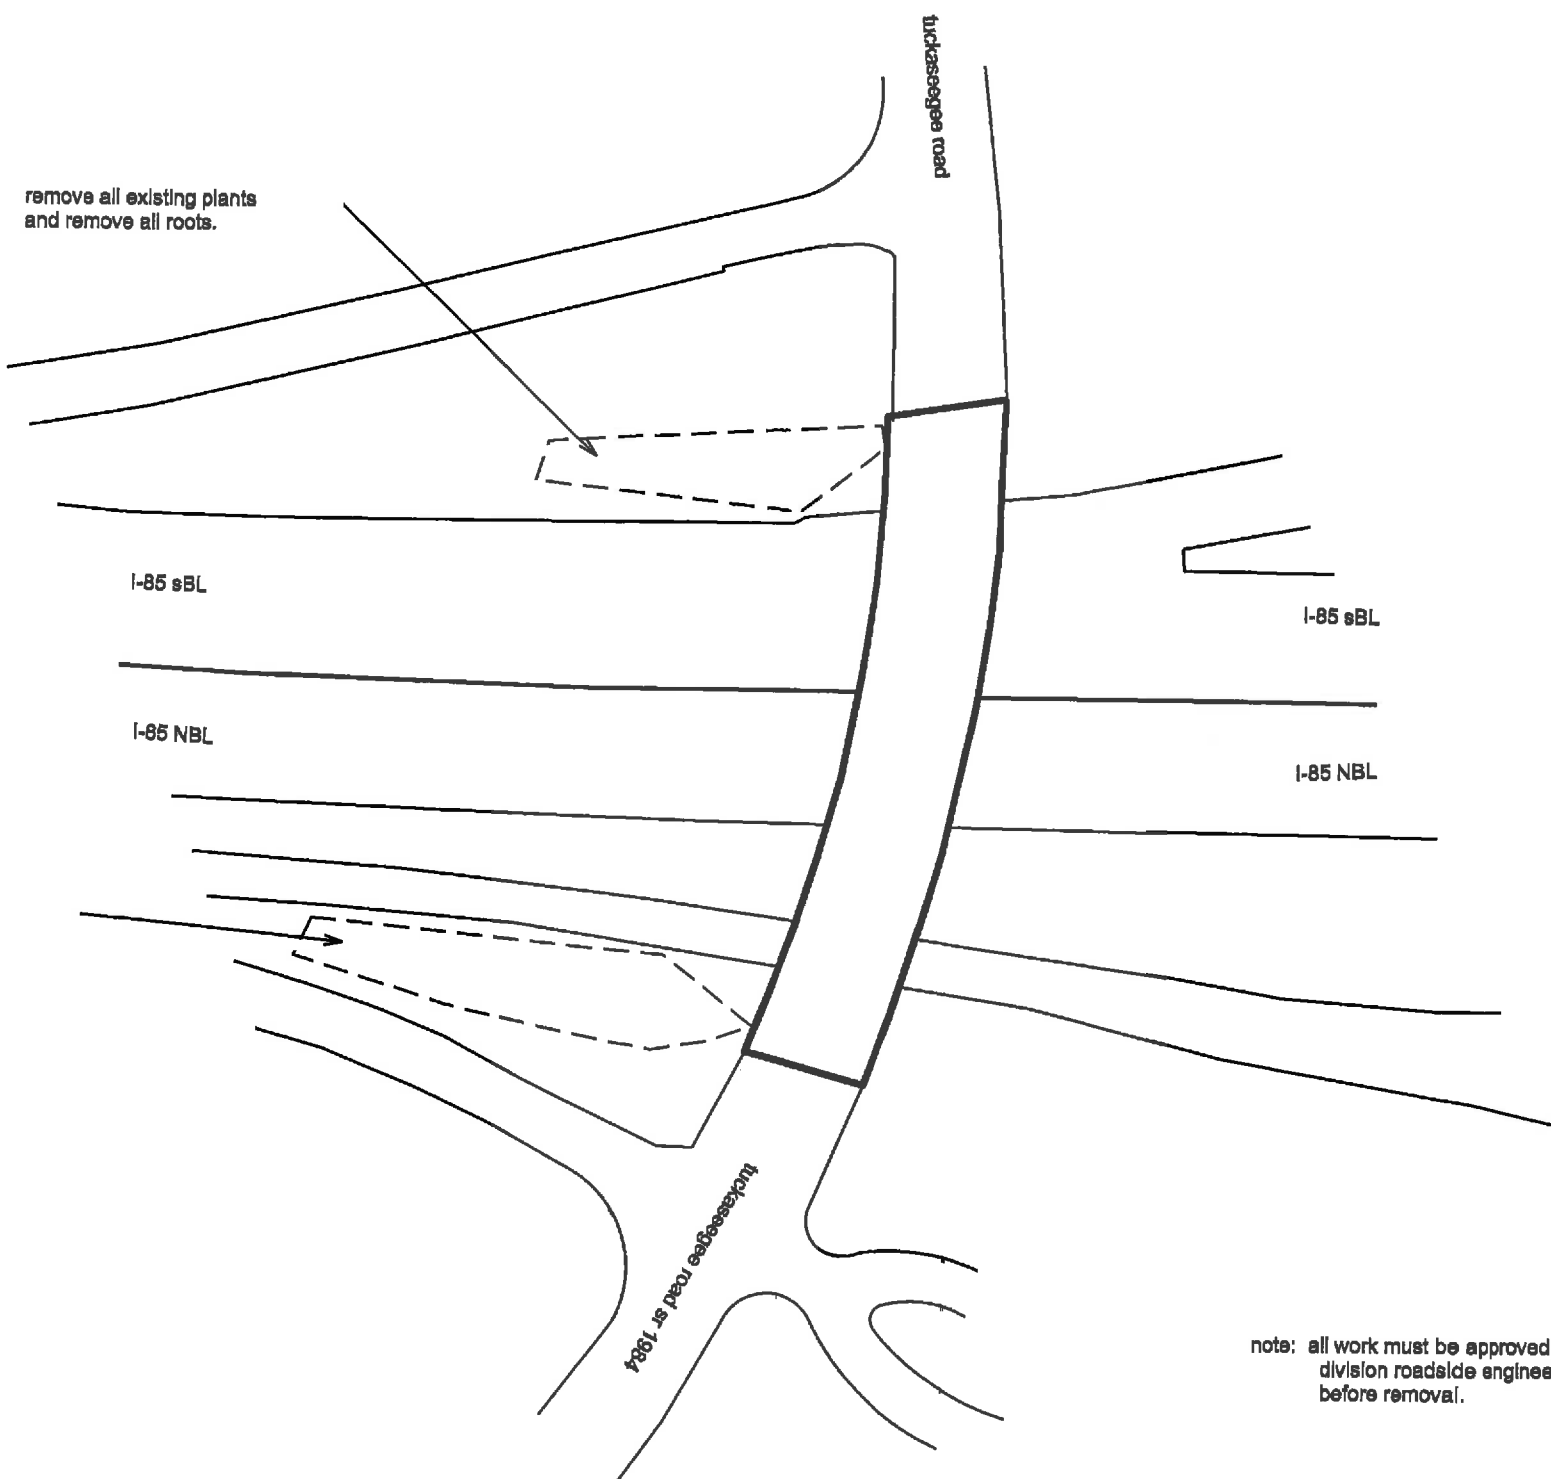 tuckaseegee road
remove all existing plants
and remove all roots.
I-85 sBL
I-85 sBL
I-85 NBL
I-85 NBL
tuckaseegee road sr 1984
note: all work must be approved
division roadside enginee
before removal.